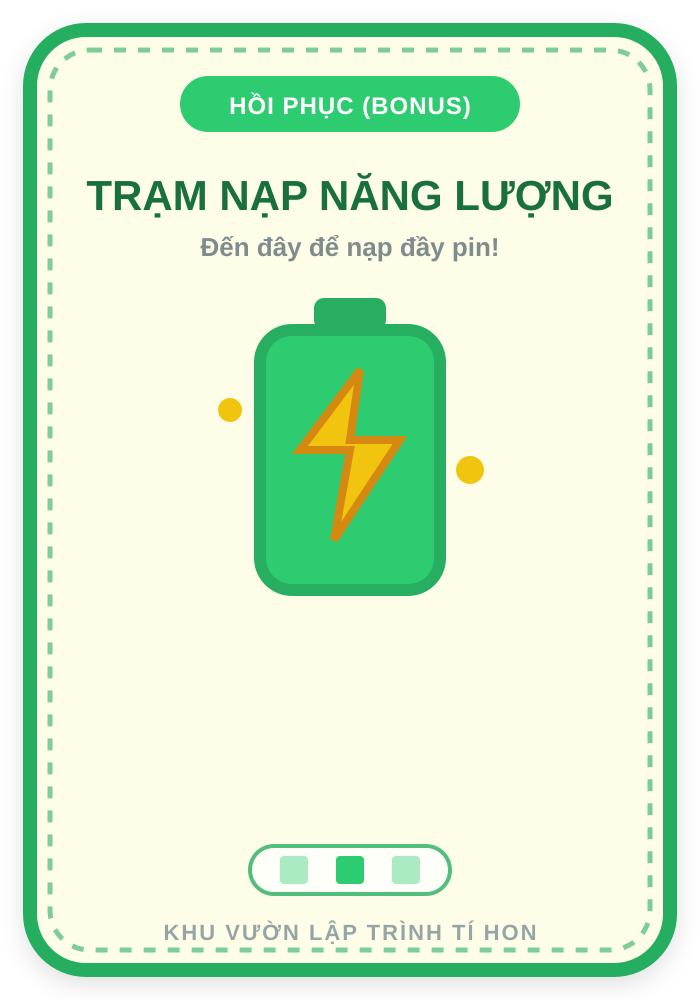 HỒI PHỤC (BONUS)
TRẠM NẠP NĂNG LƯỢNG
Đến đây để nạp đầy pin!
KHU VƯỜN LẬP TRÌNH TÍ HON